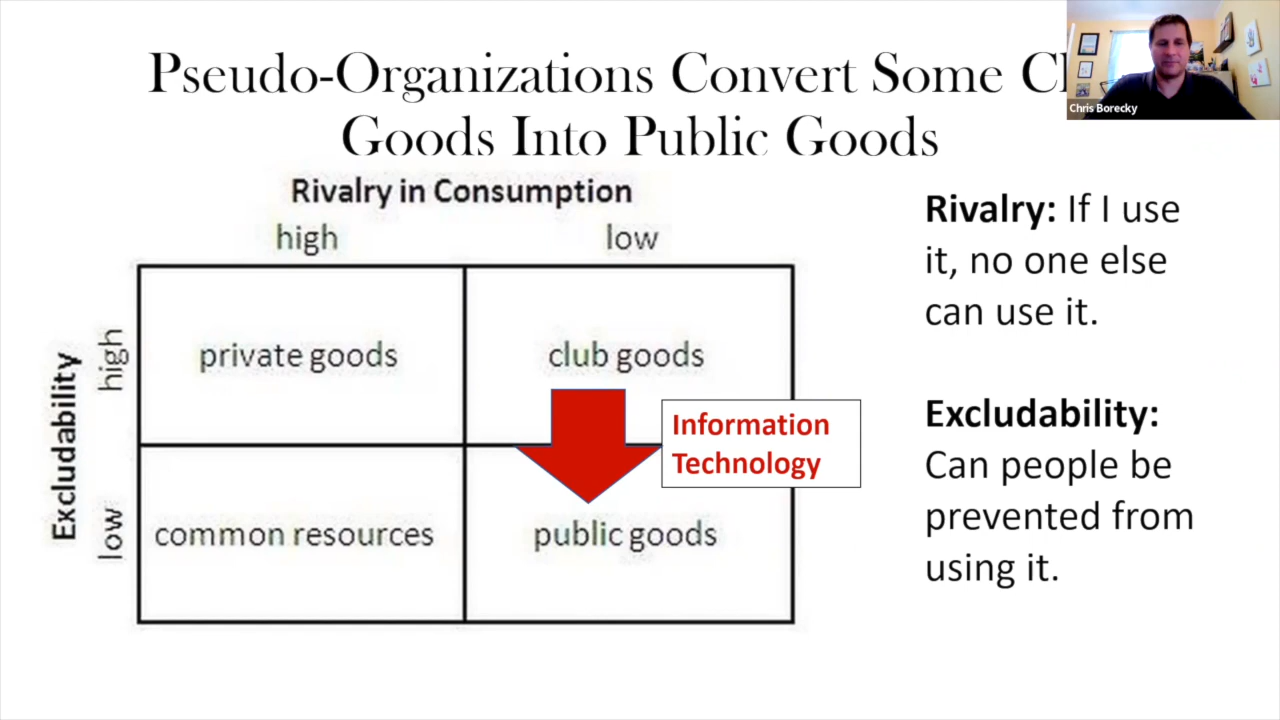 Pseudo-Organizations Convert Some
Goods Into Public Goods
Chris Borecky
Rivalry in Consumption
high low
Excludability
high
private goods club goods
Information
Technology
low
common resources public goods
Rivalry: If I use
it, no one else
can use it.
Excludability:
Can people be
prevented from
using it.